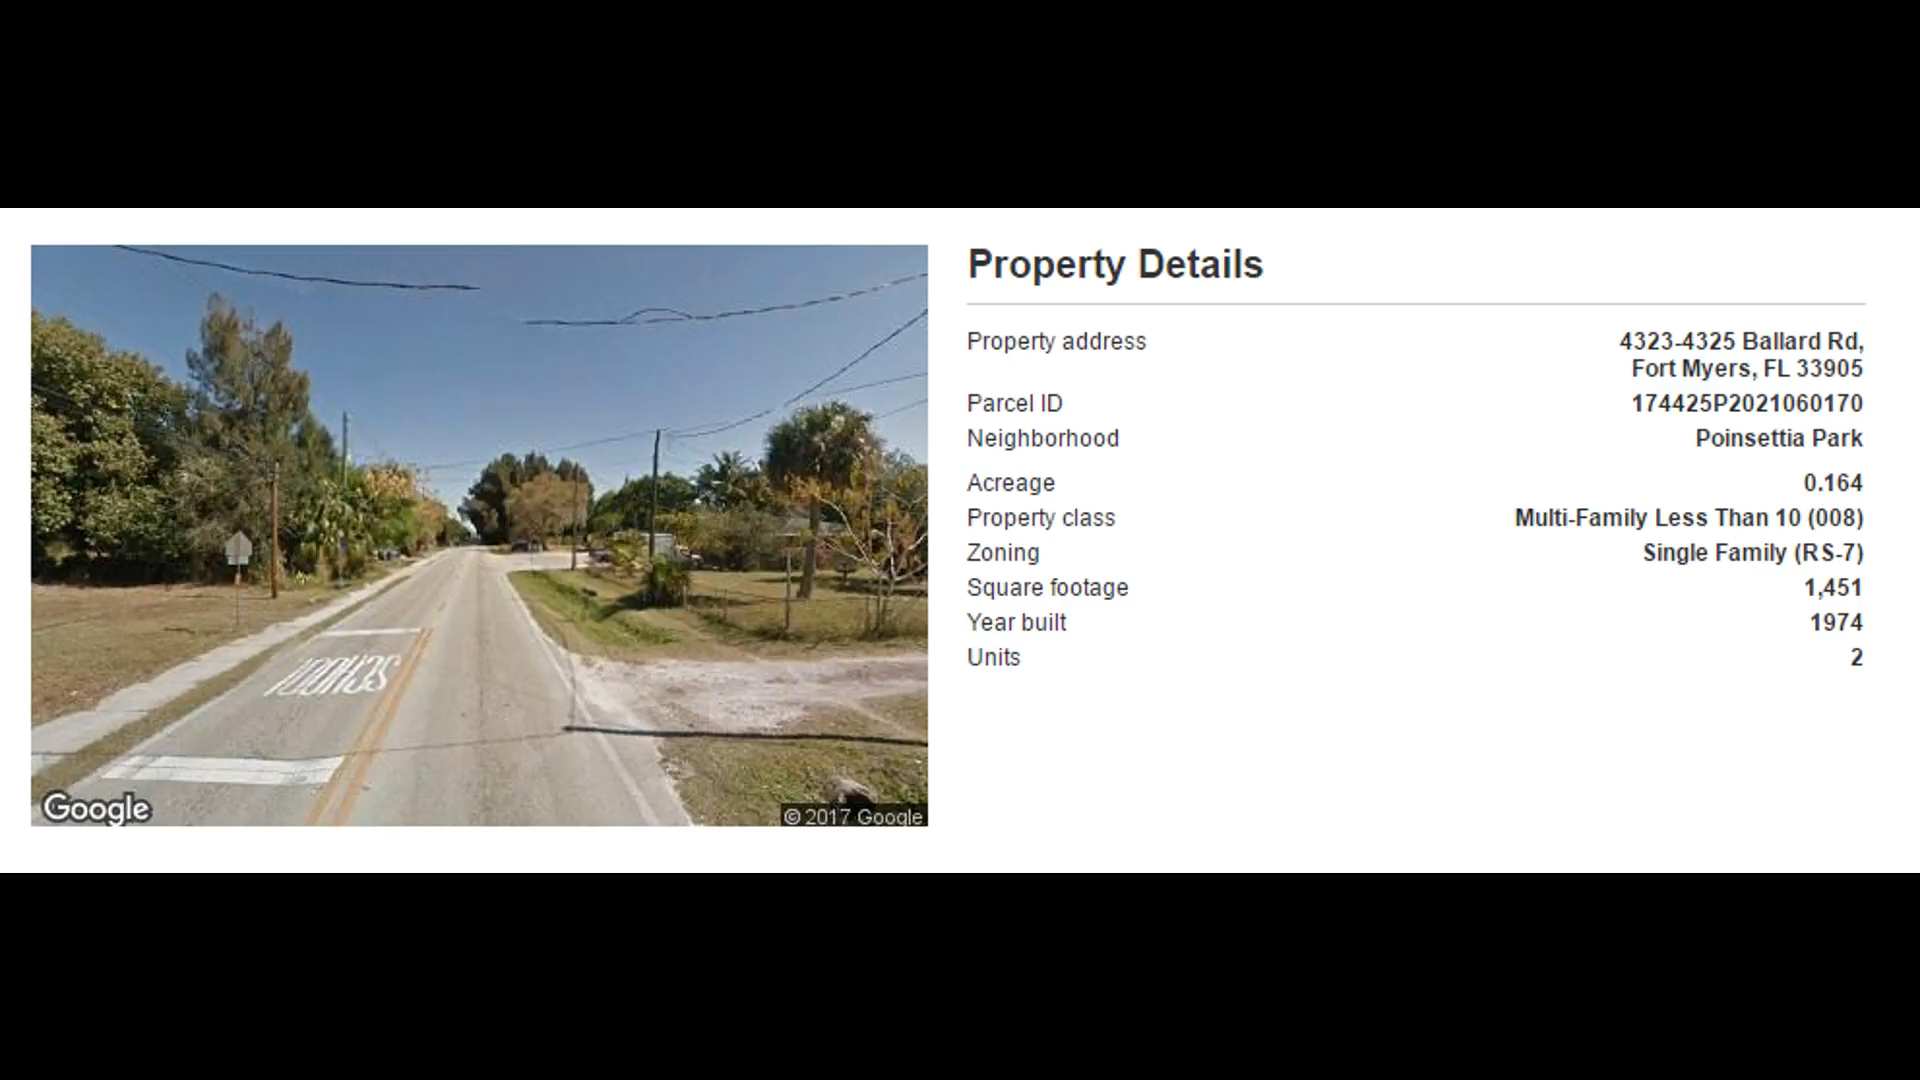 Property Details
Property address 4323-4325 Ballard Rd,
Fort Myers, FL 33905
Parcel ID 174425P2021060170
Neighborhood Poinsettia Park
Acreage 0.164
Property class Multi-Family Less Than 10 (008)
Zoning Single Family (RS-7)
Square footage 1,451
Year built 1974
Units 2
SCHOOL
Google
© 2017 Google